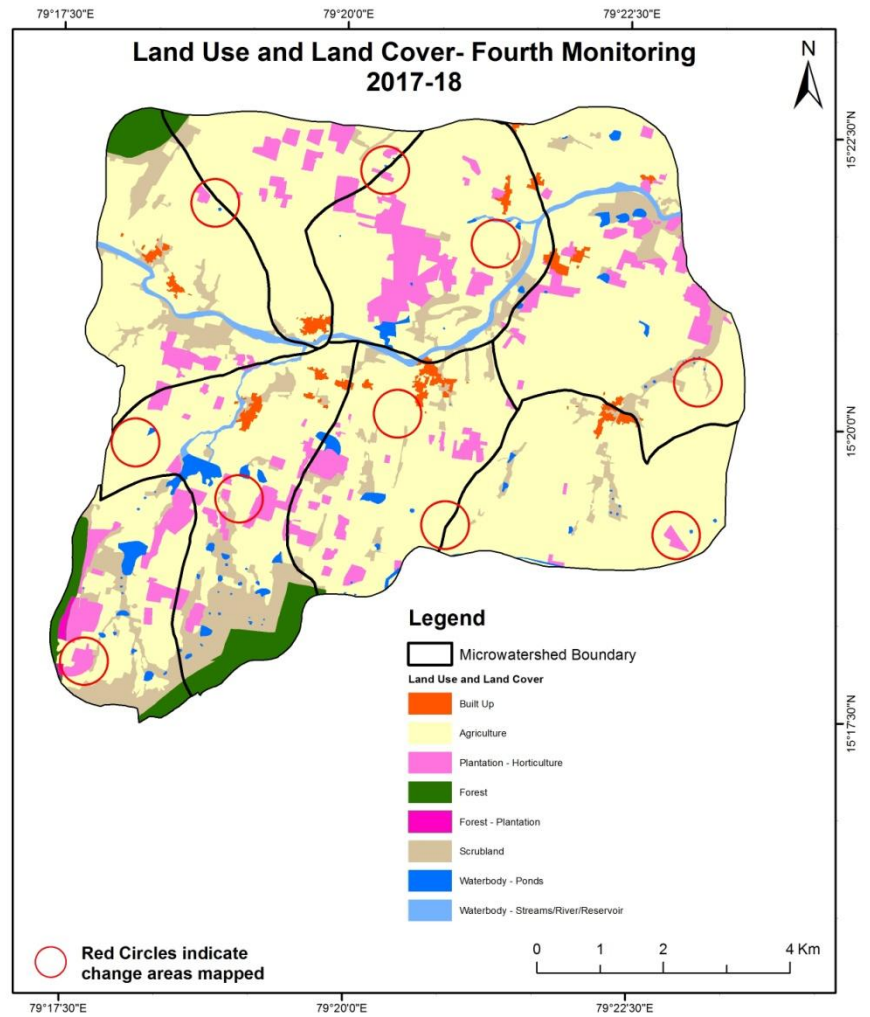 79°17'30"E
79°20'0"E
79°22'30"E
Land Use and Land Cover- Fourth Monitoring
2017-18
N
15°22'30"N
15°20'0"N
15°17'30"N
Legend
Microwatershed Boundary
Land Use and Land Cover
Built Up
Agriculture
Plantation - Horticulture
Forest
Forest - Plantation
Scrubland
Waterbody - Ponds
Waterbody - Streams/River/Reservoir
Red Circles indicate
change areas mapped
0 1 2 4 Km
79°17'30"E
79°20'0"E
79°22'30"E